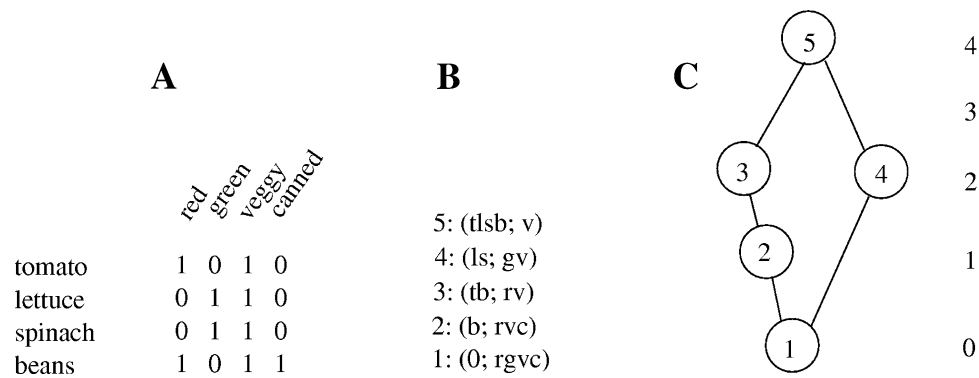 A
red green veggy canned
tomato 1 0 1 0
lettuce 0 1 1 0
spinach 0 1 1 0
beans 1 0 1 1
B
5: (tlsb; v)
4: (ls; gv)
3: (tb; rv)
2: (b; rvc)
1: (0; rgvc)
C
5
3
4
2
1
4
3
2
1
0